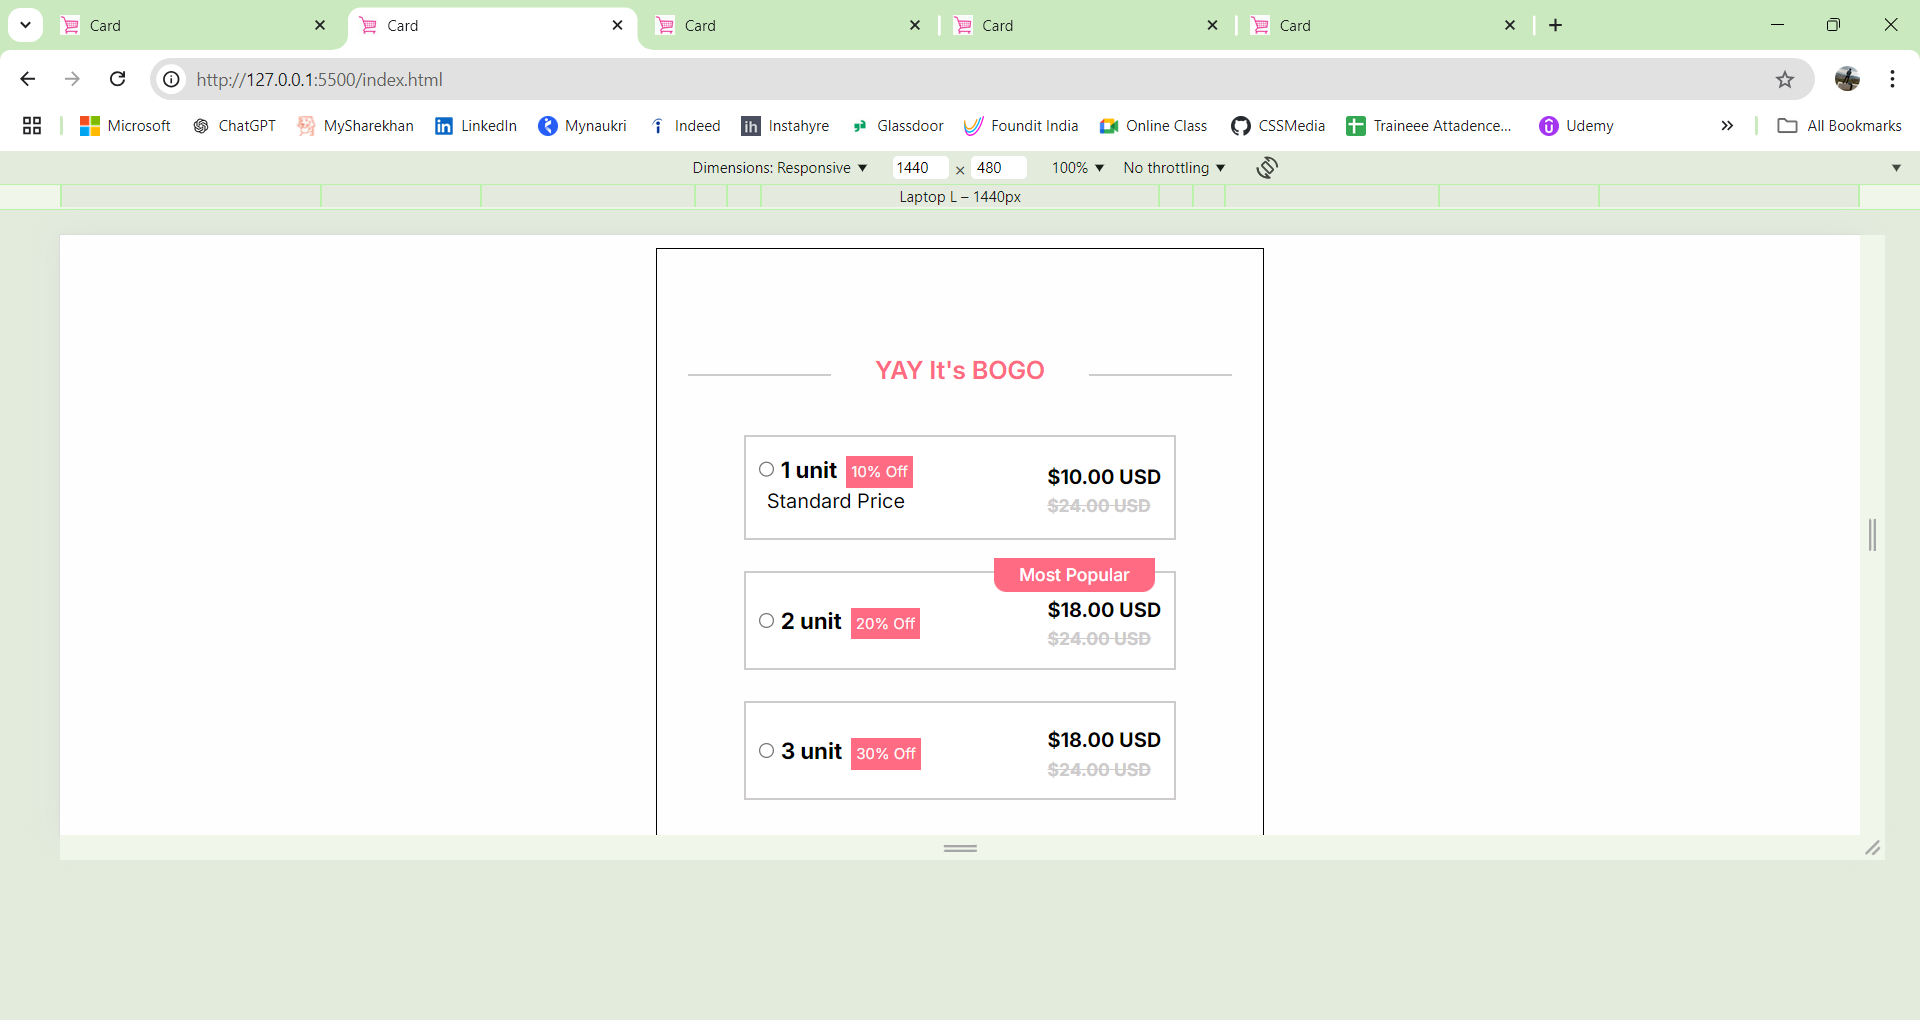 Card
Card
Card
Card
Card
http://127.0.0.1:5500/index.html
Microsoft ChatGPT MySharekhan LinkedIn Mynaukri Indeed Instahyre Glassdoor Foundit India Online Class CSSMedia Traineee Attadence... Udemy » All Bookmarks
Dimensions: Responsive 1440 × 480 100% No throttling
Laptop L – 1440px
YAY It's BOGO
1 unit 10% Off
Standard Price
$10.00 USD
$24.00 USD
Most Popular
2 unit 20% Off
$18.00 USD
$24.00 USD
3 unit 30% Off
$18.00 USD
$24.00 USD